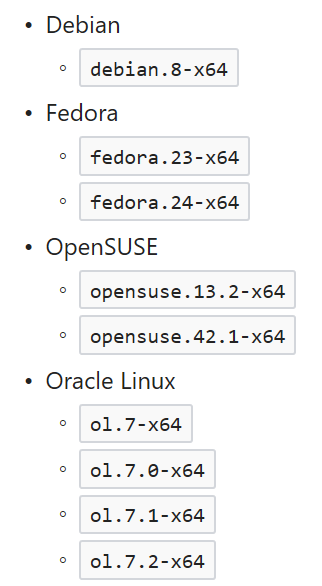 Debian
debian.8-x64
Fedora
fedora.23-x64
fedora.24-x64
OpenSUSE
opensuse.13.2-x64
opensuse.42.1-x64
Oracle Linux
ol.7-x64
ol.7.0-x64
ol.7.1-x64
ol.7.2-x64